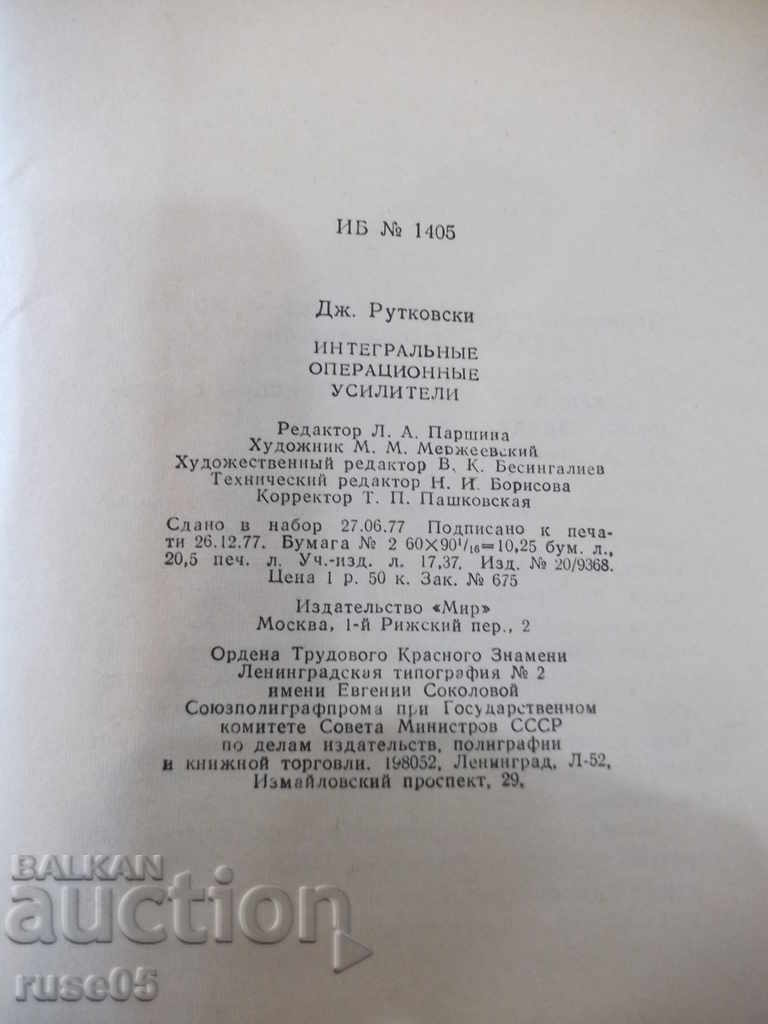 ИБ № 1405
Дж. Рутковски
ИНТЕГРАЛЬНЫЕ
ОПЕРАЦИОННЫЕ
УСИЛИТЕЛИ
Редактор Л. А. Паршина
Художник М. М. Мержеевский
Художественный редактор В. К. Бесингалиев
Технический редактор Н. И. Борисова
Корректор Т. П. Пашковская
Сдано в набор 27.06.77 Подписано к печа-
ти 26.12.77. Бумага № 2 60×90¹/₁₆=10,25 бум. л.,
20,5 печ. л. Уч.-изд. л. 17,37. Изд. № 20/9368.
Цена 1 р. 50 к. Зак. № 675
Издательство «Мир»
Москва, 1-й Рижский пер., 2
Ордена Трудового Красного Знамени
Ленинградская типография № 2
имени Евгении Соколовой
Союзполиграфпрома при Государственном
комитете Совета Министров СССР
по делам издательств, полиграфии
и книжной торговли. 198052, Ленинград, Л-52,
Измайловский проспект, 29.
BALKAN
auction
ruse05